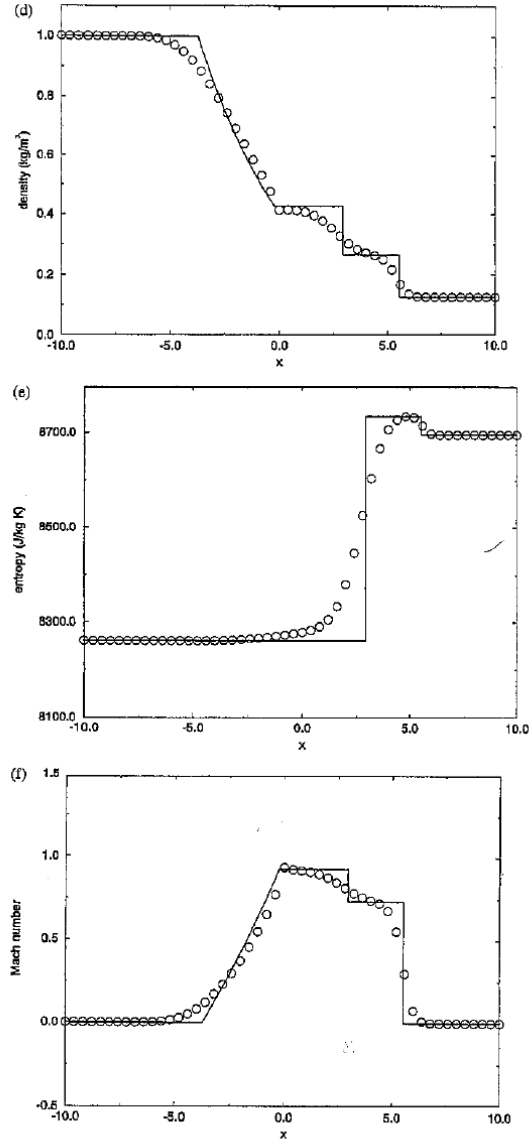 (d)
1.0
0.8
0.6
0.4
0.2
0.0
density (kg/m³)
-10.0 -5.0 0.0 5.0 10.0
x
(e)
8700.0
8500.0
8300.0
8100.0
entropy (J/kg K)
-10.0 -5.0 0.0 5.0 10.0
x
(f)
1.5
1.0
0.5
0.0
-0.5
Mach number
-10.0 -5.0 0.0 5.0 10.0
x